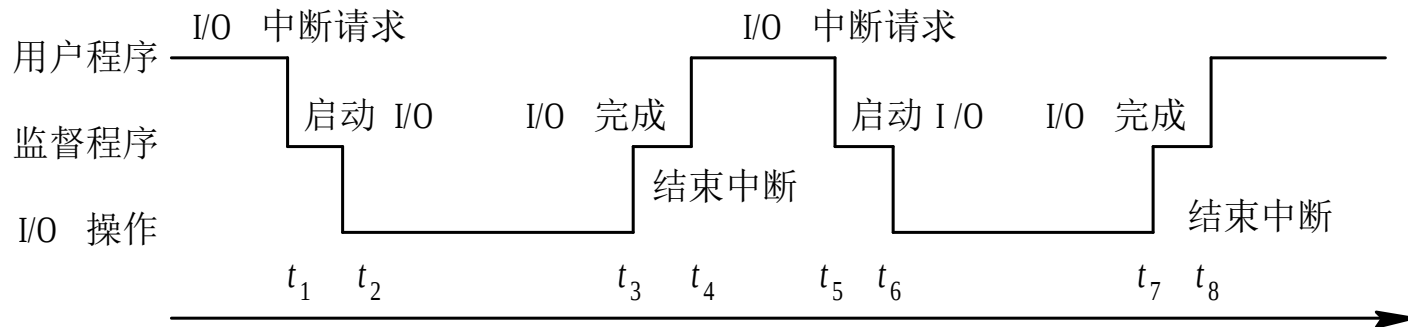 I/O 中断请求 I/O 中断请求
用户程序
启动 I/O I/O 完成 启动 I/O I/O 完成
监督程序
结束中断
结束中断
I/O 操作
t1 t2 t3 t4 t5 t6 t7 t8